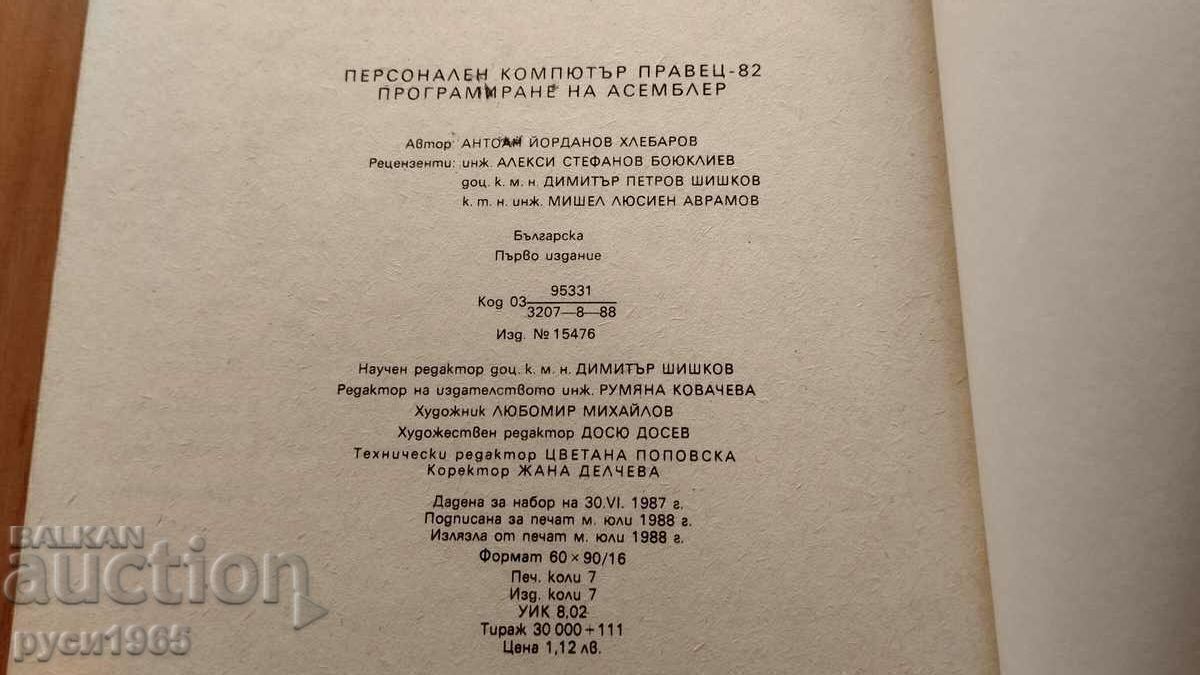 ПЕРСОНАЛЕН КОМПЮТЪР ПРАВЕЦ-82
ПРОГРАМИРАНЕ НА АСЕМБЛЕР
Автор: АНТОАН ЙОРДАНОВ ХЛЕБАРОВ
Рецензенти: инж. АЛЕКСИ СТЕФАНОВ БОЮКЛИЕВ
доц. к. м. н. ДИМИТЪР ПЕТРОВ ШИШКОВ
к. т. н. инж. МИШЕЛ ЛЮСИЕН АВРАМОВ
Българска
Първо издание
95331
Код 03
3207—8—88
Изд. № 15476
Научен редактор доц. к. м. н. ДИМИТЪР ШИШКОВ
Редактор на издателството инж. РУМЯНА КОВАЧЕВА
Художник ЛЮБОМИР МИХАЙЛОВ
Художествен редактор ДОСЮ ДОСЕВ
Технически редактор ЦВЕТАНА ПОПОВСКА
Коректор ЖАНА ДЕЛЧЕВА
Дадена за набор на 30.VI. 1987 г.
Подписана за печат м. юли 1988 г.
Излязла от печат м. юли 1988 г.
Формат 60 × 90/16
Печ. коли 7
Изд. коли 7
УИК 8,02
Тираж 30 000 + 111
Цена 1,12 лв.
BALKAN
auction
руси1965